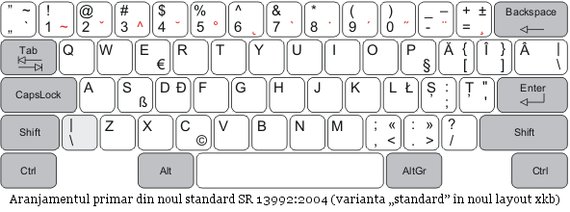 ” ~ „ ` ! 1 ~ @ 2 ˇ # 3 ^ $ 4 ˘ % 5 ° ^ 6 ˛ & 7 ` * 8 ˙ ( 9 ´ ) 0 ˝ _ – - ¨ + ± = ¸ Backspace
Tab Q W E € R T Y U I O P § Ă { [ Î } ] Â | \
CapsLock A S ß D Đ F G H J K L Ł Ș : ; Ț " ' Enter
Shift | \ Z X C © V B N M ; « , < : » . > ? / Shift
Ctrl Alt AltGr Ctrl
Aranjamentul primar din noul standard SR 13992:2004 (varianta „standard” in noul layout xkb)